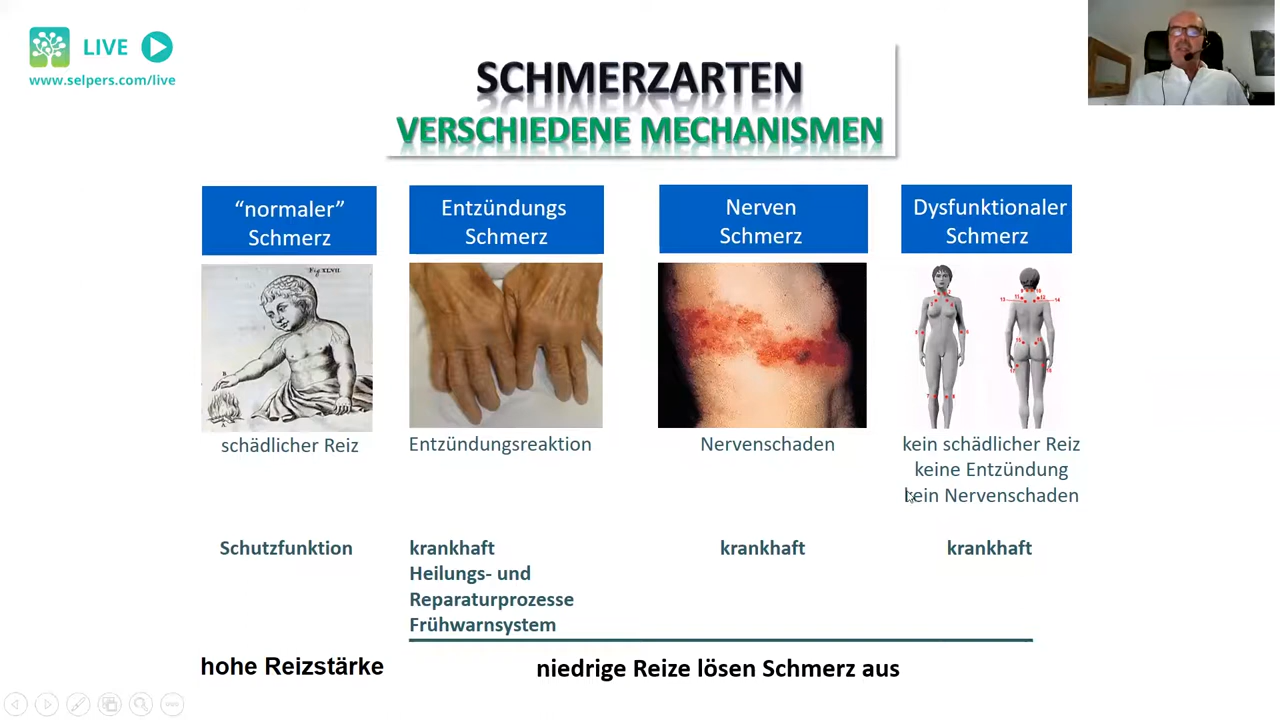 LIVE
www.selpers.com/live
SCHMERZARTEN
VERSCHIEDENE MECHANISMEN
“normaler”
Schmerz
Entzündungs
Schmerz
Nerven
Schmerz
Dysfunktionaler
Schmerz
Fig. XLVII.
schädlicher Reiz
Entzündungsreaktion
Nervenschaden
kein schädlicher Reiz
keine Entzündung
kein Nervenschaden
Schutzfunktion
krankhaft
Heilungs- und
Reparaturprozesse
Frühwarnsystem
krankhaft
krankhaft
hohe Reizstärke
niedrige Reize lösen Schmerz aus